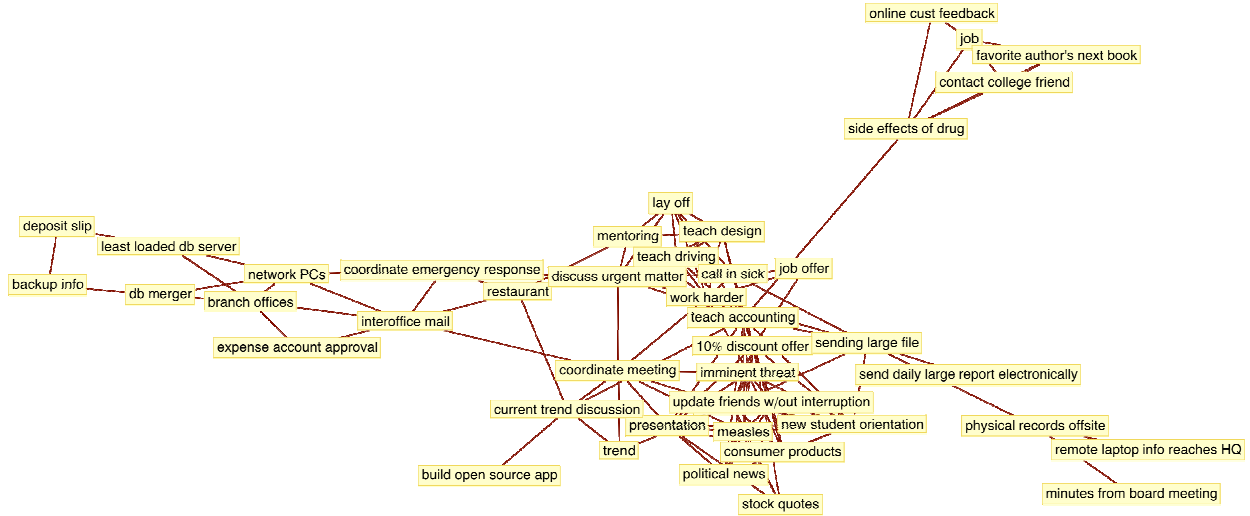 online cust feedback
job
favorite author's next book
contact college friend
side effects of drug
lay off
deposit slip
mentoring
teach design
least loaded db server
teach driving
network PCs
coordinate emergency response
discuss urgent matter
call in sick
job offer
backup info
db merger
branch offices
restaurant
work harder
interoffice mail
teach accounting
expense account approval
10% discount offer
sending large file
coordinate meeting
imminent threat
send daily large report electronically
current trend discussion
update friends w/out interruption
presentation
measles
new student orientation
physical records offsite
trend
consumer products
remote laptop info reaches HQ
build open source app
political news
minutes from board meeting
stock quotes